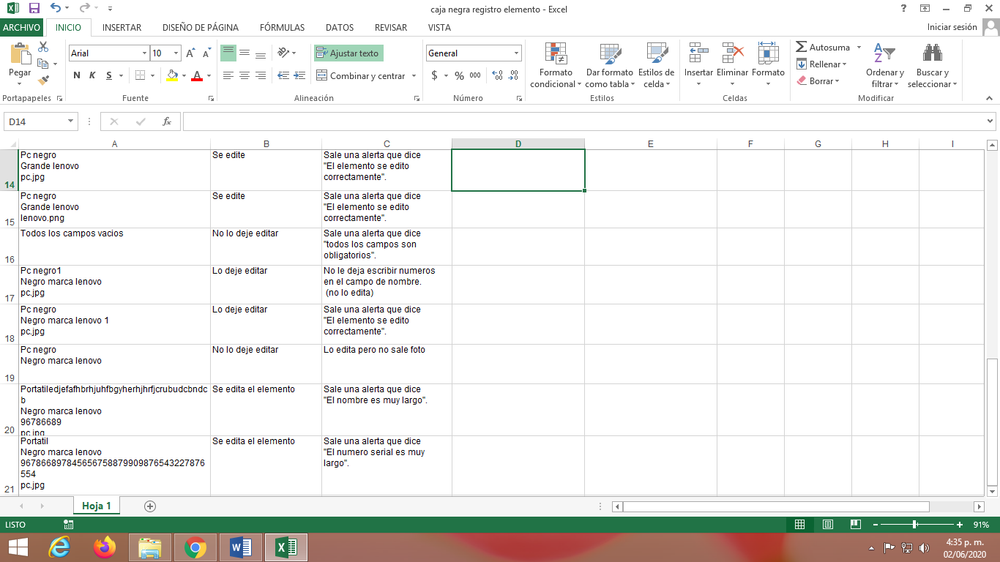 caja negra registro elemento - Excel
ARCHIVO INICIO INSERTAR DISEÑO DE PÁGINA FÓRMULAS DATOS REVISAR VISTA Iniciar sesión
Arial 10 Ajustar texto General Autosuma
Pegar Formato condicional Dar formato como tabla Estilos de celda Insertar Eliminar Formato Rellenar Ordenar y filtrar Buscar y seleccionar
N K S Combinar y centrar $ % 000 Borrar
Portapapeles Fuente Alineación Número Estilos Celdas Modificar
D14 fx
A B C D E F G H I
14
Pc negro
Grande lenovo
pc.jpg
Se edite
Sale una alerta que dice
"El elemento se edito
correctamente".
15
Pc negro
Grande lenovo
lenovo.png
Se edite
Sale una alerta que dice
"El elemento se edito
correctamente".
16
Todos los campos vacios
No lo deje editar
Sale una alerta que dice
"todos los campos son
obligatorios".
17
Pc negro1
Negro marca lenovo
pc.jpg
Lo deje editar
No le deja escribir numeros
en el campo de nombre.
(no lo edita)
18
Pc negro
Negro marca lenovo 1
pc.jpg
Lo deje editar
Sale una alerta que dice
"El elemento se edito
correctamente".
19
Pc negro
Negro marca lenovo
No lo deje editar
Lo edita pero no sale foto
20
Portatiledjefafhbrhjuhfbgyherhjhrfjcrubudcbndc
b
Negro marca lenovo
96786689
pc.jpg
Se edita el elemento
Sale una alerta que dice
"El nombre es muy largo".
21
Portatil
Negro marca lenovo
967866897845656758879909876543227876
554
pc.jpg
Se edita el elemento
Sale una alerta que dice
"El numero serial es muy
largo".
Hoja 1
LISTO 91%
4:35 p. m.
02/06/2020